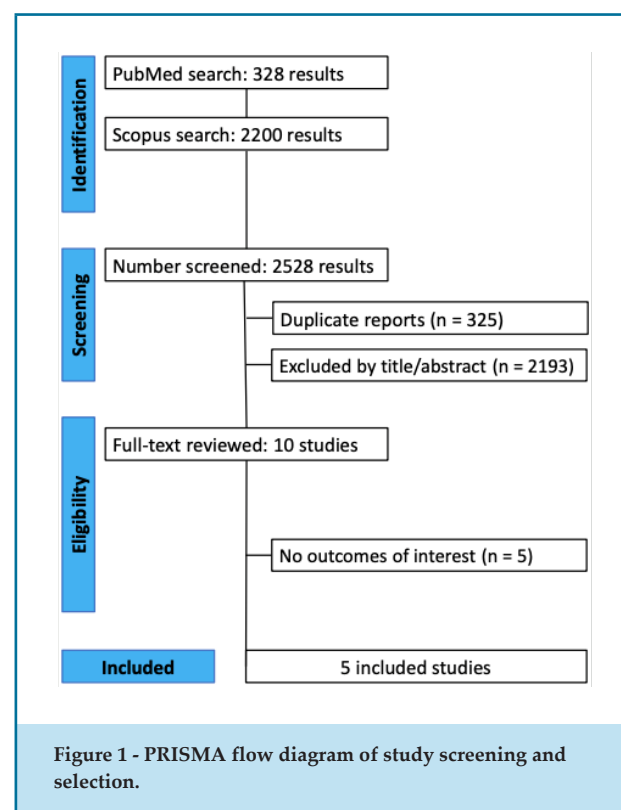 Identification
PubMed search: 328 results
Scopus search: 2200 results
Screening
Number screened: 2528 results
Duplicate reports (n = 325)
Excluded by title/abstract (n = 2193)
Eligibility
Full-text reviewed: 10 studies
No outcomes of interest (n = 5)
Included
5 included studies
Figure 1 - PRISMA flow diagram of study screening and
selection.